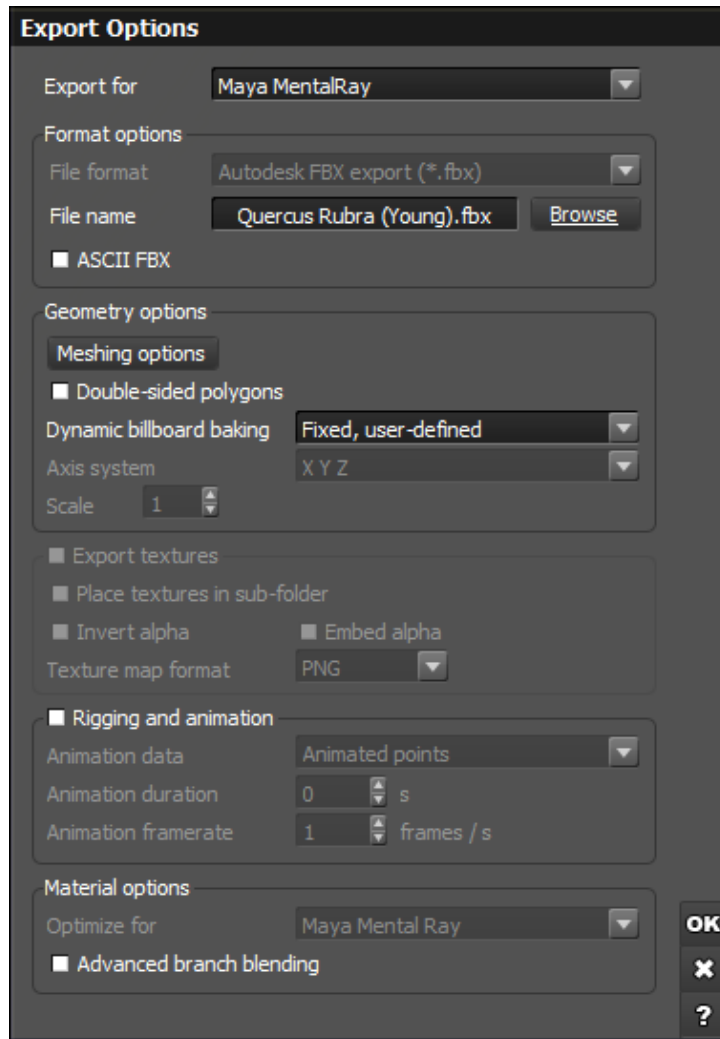 Export Options
Export for Maya MentalRay
Format options
File format Autodesk FBX export (*.fbx)
File name Quercus Rubra (Young).fbx Browse
ASCII FBX
Geometry options
Meshing options
Double-sided polygons
Dynamic billboard baking Fixed, user-defined
Axis system X Y Z
Scale 1
Export textures
Place textures in sub-folder
Invert alpha Embed alpha
Texture map format PNG
Rigging and animation
Animation data Animated points
Animation duration 0 s
Animation framerate 1 frames / s
Material options
Optimize for Maya Mental Ray
Advanced branch blending
OK
?